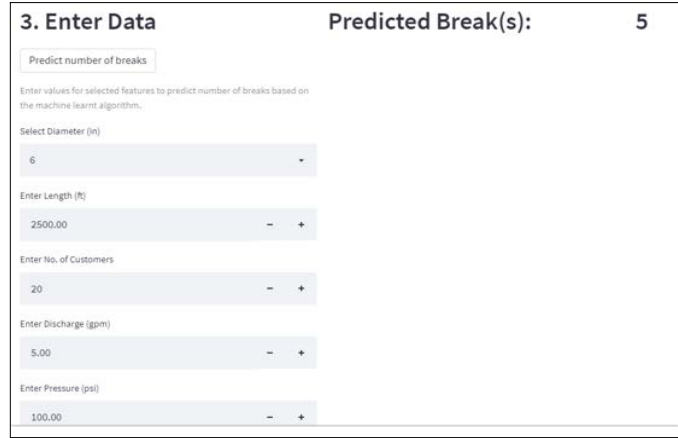 3. Enter Data
Predicted Break(s): 5
Predict number of breaks
Enter values for selected features to predict number of breaks based on
the machine learnt algorithm.
Select Diameter (in)
6
Enter Length (ft)
2500.00 − +
Enter No. of Customers
20 − +
Enter Discharge (gpm)
5.00 − +
Enter Pressure (psi)
100.00 − +